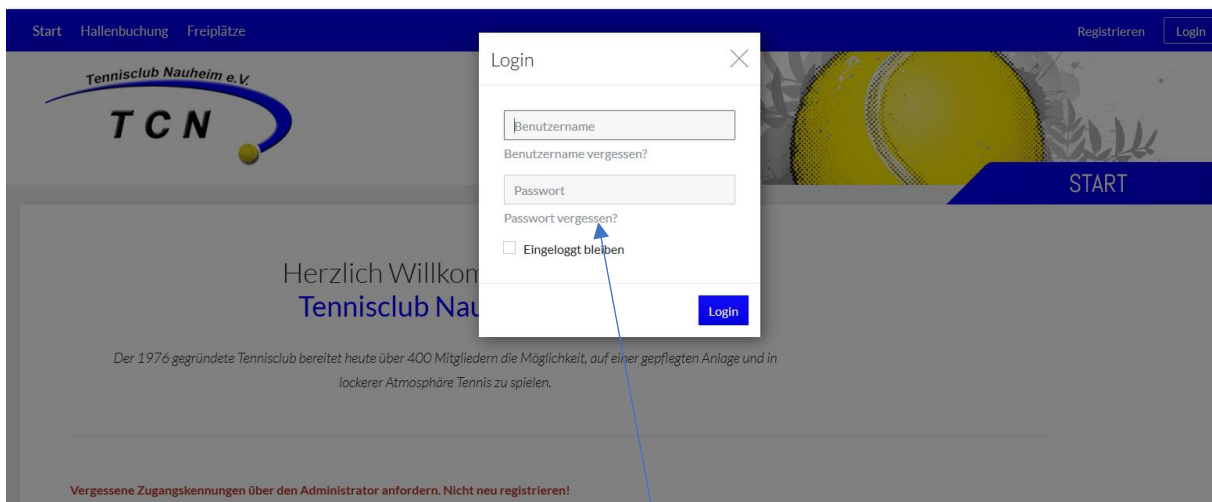 Start Hallenbuchung Freiplätze Registrieren Login
Tennisclub Nauheim e.V.
TCN
START
Login
Benutzername
Benutzername vergessen?
Passwort
Passwort vergessen?
Eingeloggt bleiben
Login
Herzlich Willkom
Tennisclub Nau
Der 1976 gegründete Tennisclub bereitet heute über 400 Mitgliedern die Möglichkeit, auf einer gepflegten Anlage und in
lockerer Atmosphäre Tennis zu spielen.
Vergessene Zugangskennungen über den Administrator anfordern. Nicht neu registrieren!